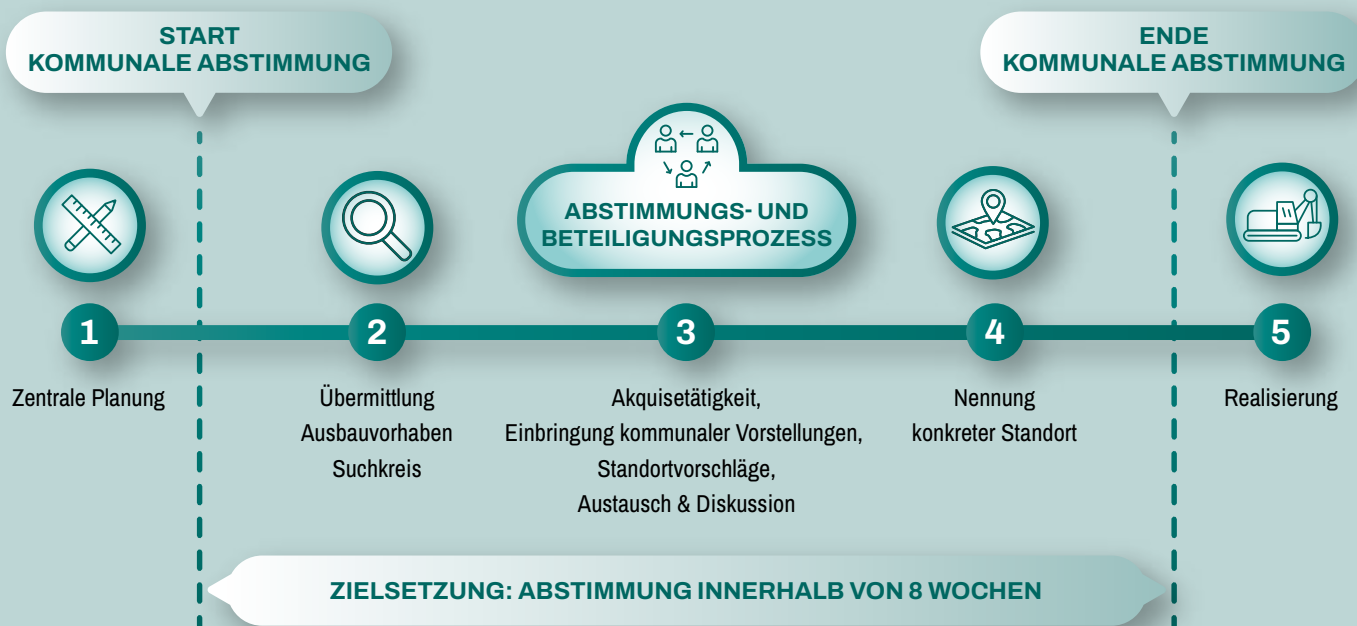 START
KOMMUNALE ABSTIMMUNG
ENDE
KOMMUNALE ABSTIMMUNG
ABSTIMMUNGS- UND
BETEILIGUNGSPROZESS
1
2
3
4
5
Zentrale Planung
Übermittlung
Ausbauvorhaben
Suchkreis
Akquisetätigkeit,
Einbringung kommunaler Vorstellungen,
Standortvorschläge,
Austausch & Diskussion
Nennung
konkreter Standort
Realisierung
ZIELSETZUNG: ABSTIMMUNG INNERHALB VON 8 WOCHEN